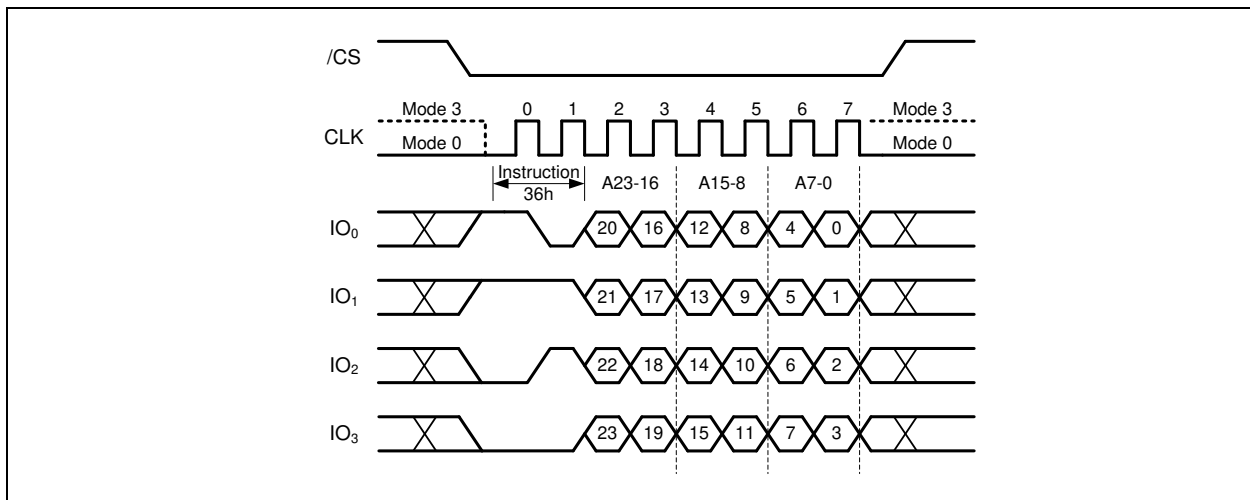 /CS
Mode 3 0 1 2 3 4 5 6 7 Mode 3
CLK
Mode 0 Mode 0
Instruction
36h
A23-16 A15-8 A7-0
IO₀ 20 16 12 8 4 0
IO₁ 21 17 13 9 5 1
IO₂ 22 18 14 10 6 2
IO₃ 23 19 15 11 7 3